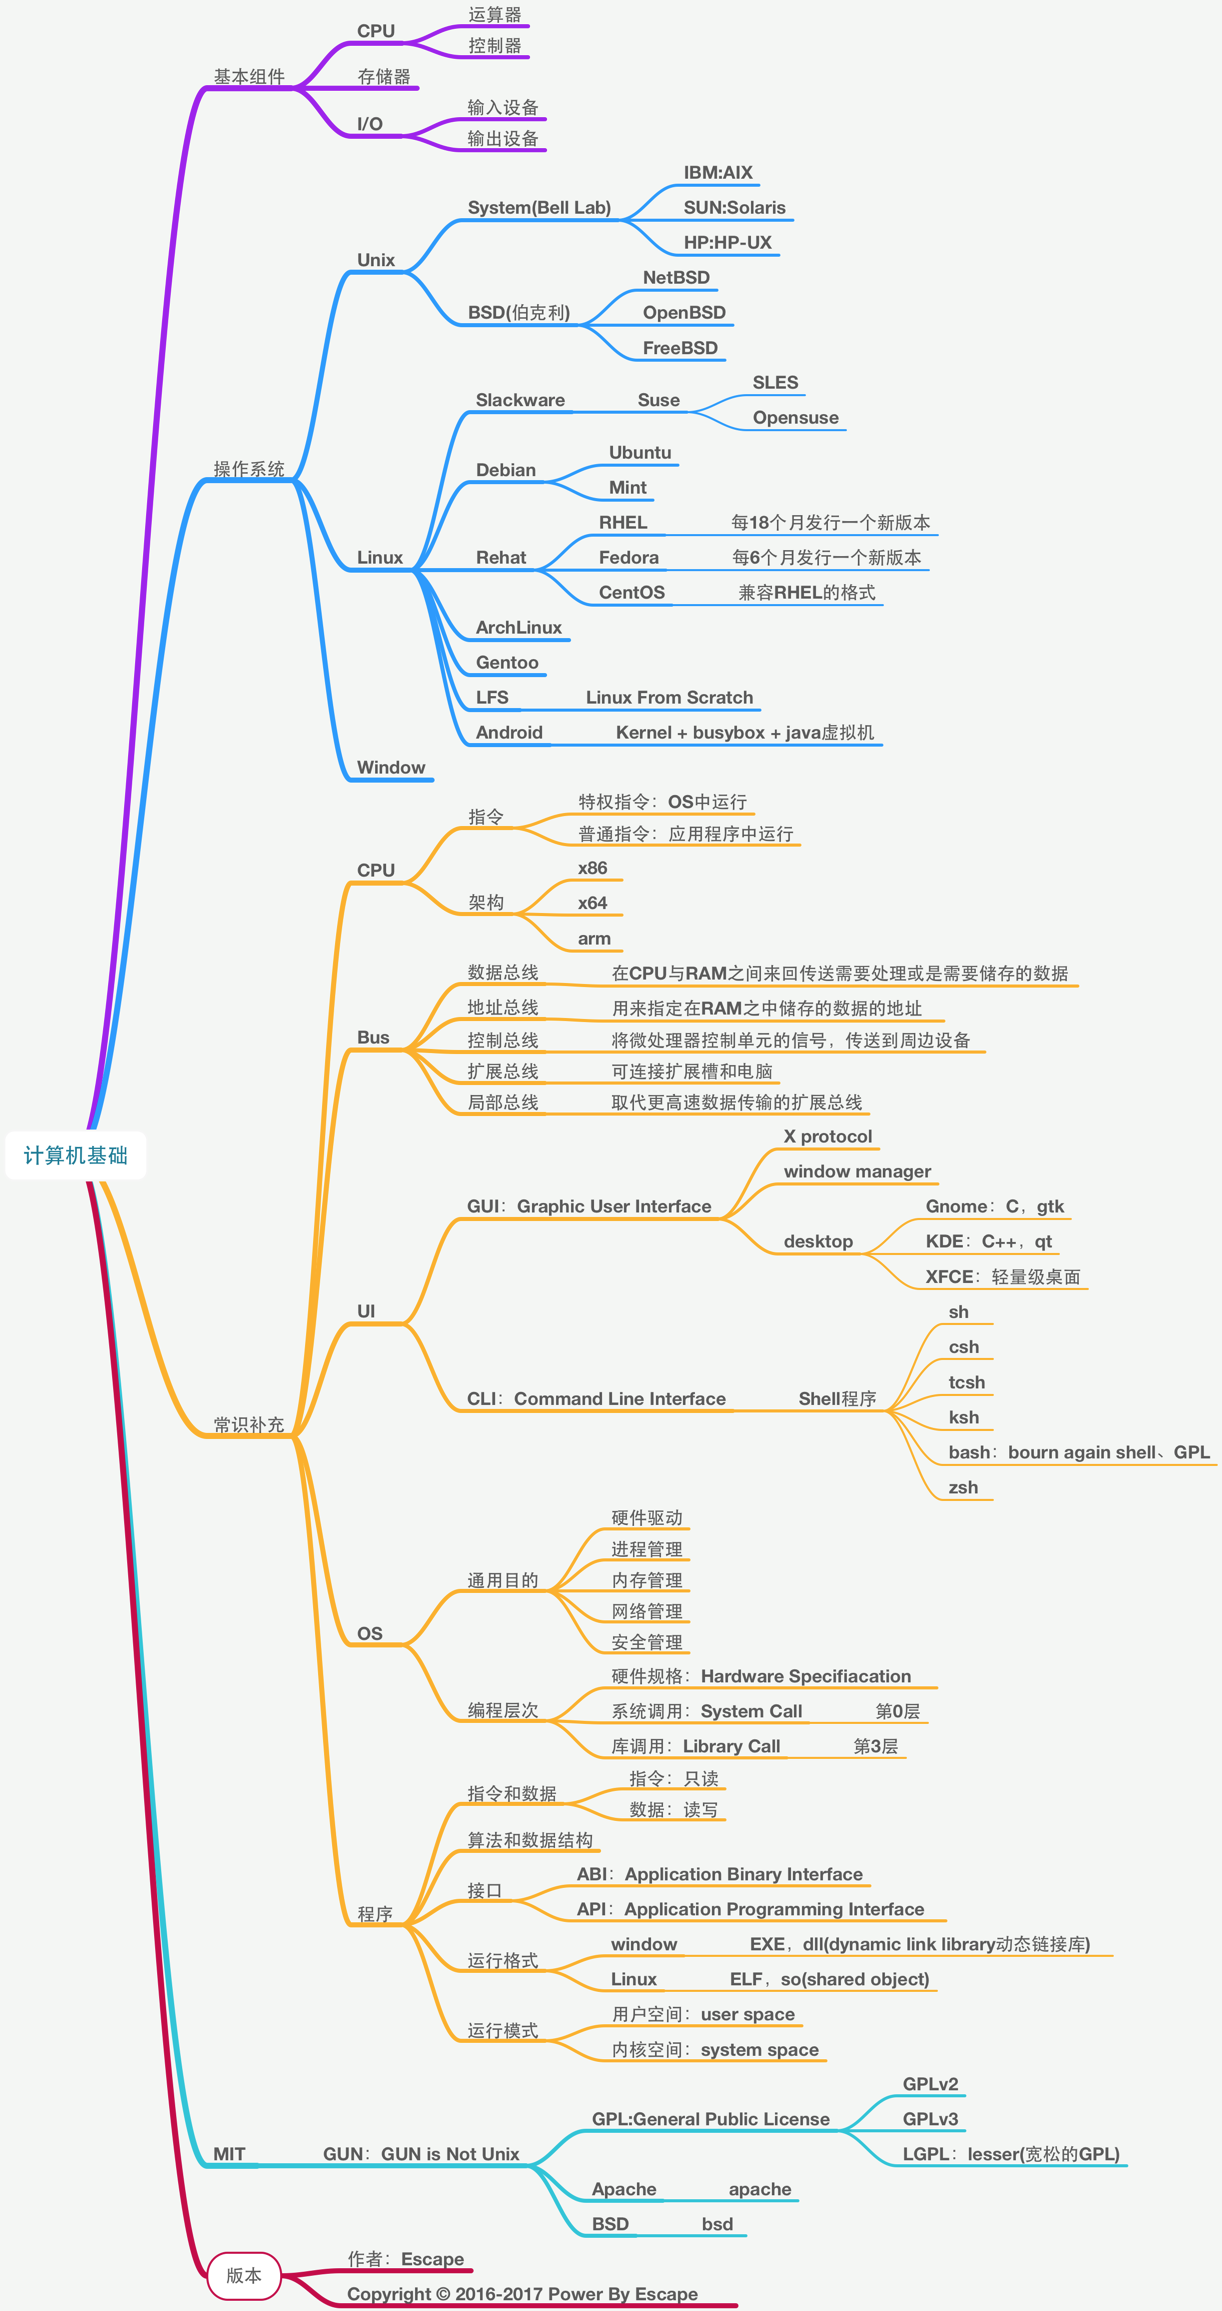 运算器
CPU
控制器
基本组件
存储器
输入设备
I/O
输出设备
IBM:AIX
System(Bell Lab)
SUN:Solaris
HP:HP-UX
Unix
NetBSD
BSD(伯克利)
OpenBSD
FreeBSD
SLES
Slackware
Suse
Opensuse
操作系统
Ubuntu
Debian
Mint
RHEL
每18个月发行一个新版本
Linux
Rehat
Fedora
每6个月发行一个新版本
CentOS
兼容RHEL的格式
ArchLinux
Gentoo
LFS
Linux From Scratch
Android
Kernel + busybox + java虚拟机
Window
特权指令：OS中运行
指令
普通指令：应用程序中运行
CPU
x86
架构
x64
arm
数据总线
在CPU与RAM之间来回传送需要处理或是需要储存的数据
地址总线
用来指定在RAM之中储存的数据的地址
Bus
控制总线
将微处理器控制单元的信号，传送到周边设备
扩展总线
可连接扩展槽和电脑
局部总线
取代更高速数据传输的扩展总线
计算机基础
X protocol
window manager
GUI：Graphic User Interface
Gnome：C，gtk
desktop
KDE：C++，qt
XFCE：轻量级桌面
UI
sh
csh
tcsh
CLI：Command Line Interface
Shell程序
ksh
bash：bourn again shell、GPL
zsh
常识补充
硬件驱动
进程管理
通用目的
内存管理
网络管理
安全管理
OS
硬件规格：Hardware Specifiacation
编程层次
系统调用：System Call
第0层
库调用：Library Call
第3层
指令：只读
指令和数据
数据：读写
算法和数据结构
ABI：Application Binary Interface
接口
API：Application Programming Interface
程序
window
EXE，dll(dynamic link library动态链接库)
运行格式
Linux
ELF，so(shared object)
用户空间：user space
运行模式
内核空间：system space
GPLv2
GPL:General Public License
GPLv3
MIT
GUN：GUN is Not Unix
LGPL：lesser(宽松的GPL)
Apache
apache
BSD
bsd
作者：Escape
版本
Copyright © 2016-2017 Power By Escape